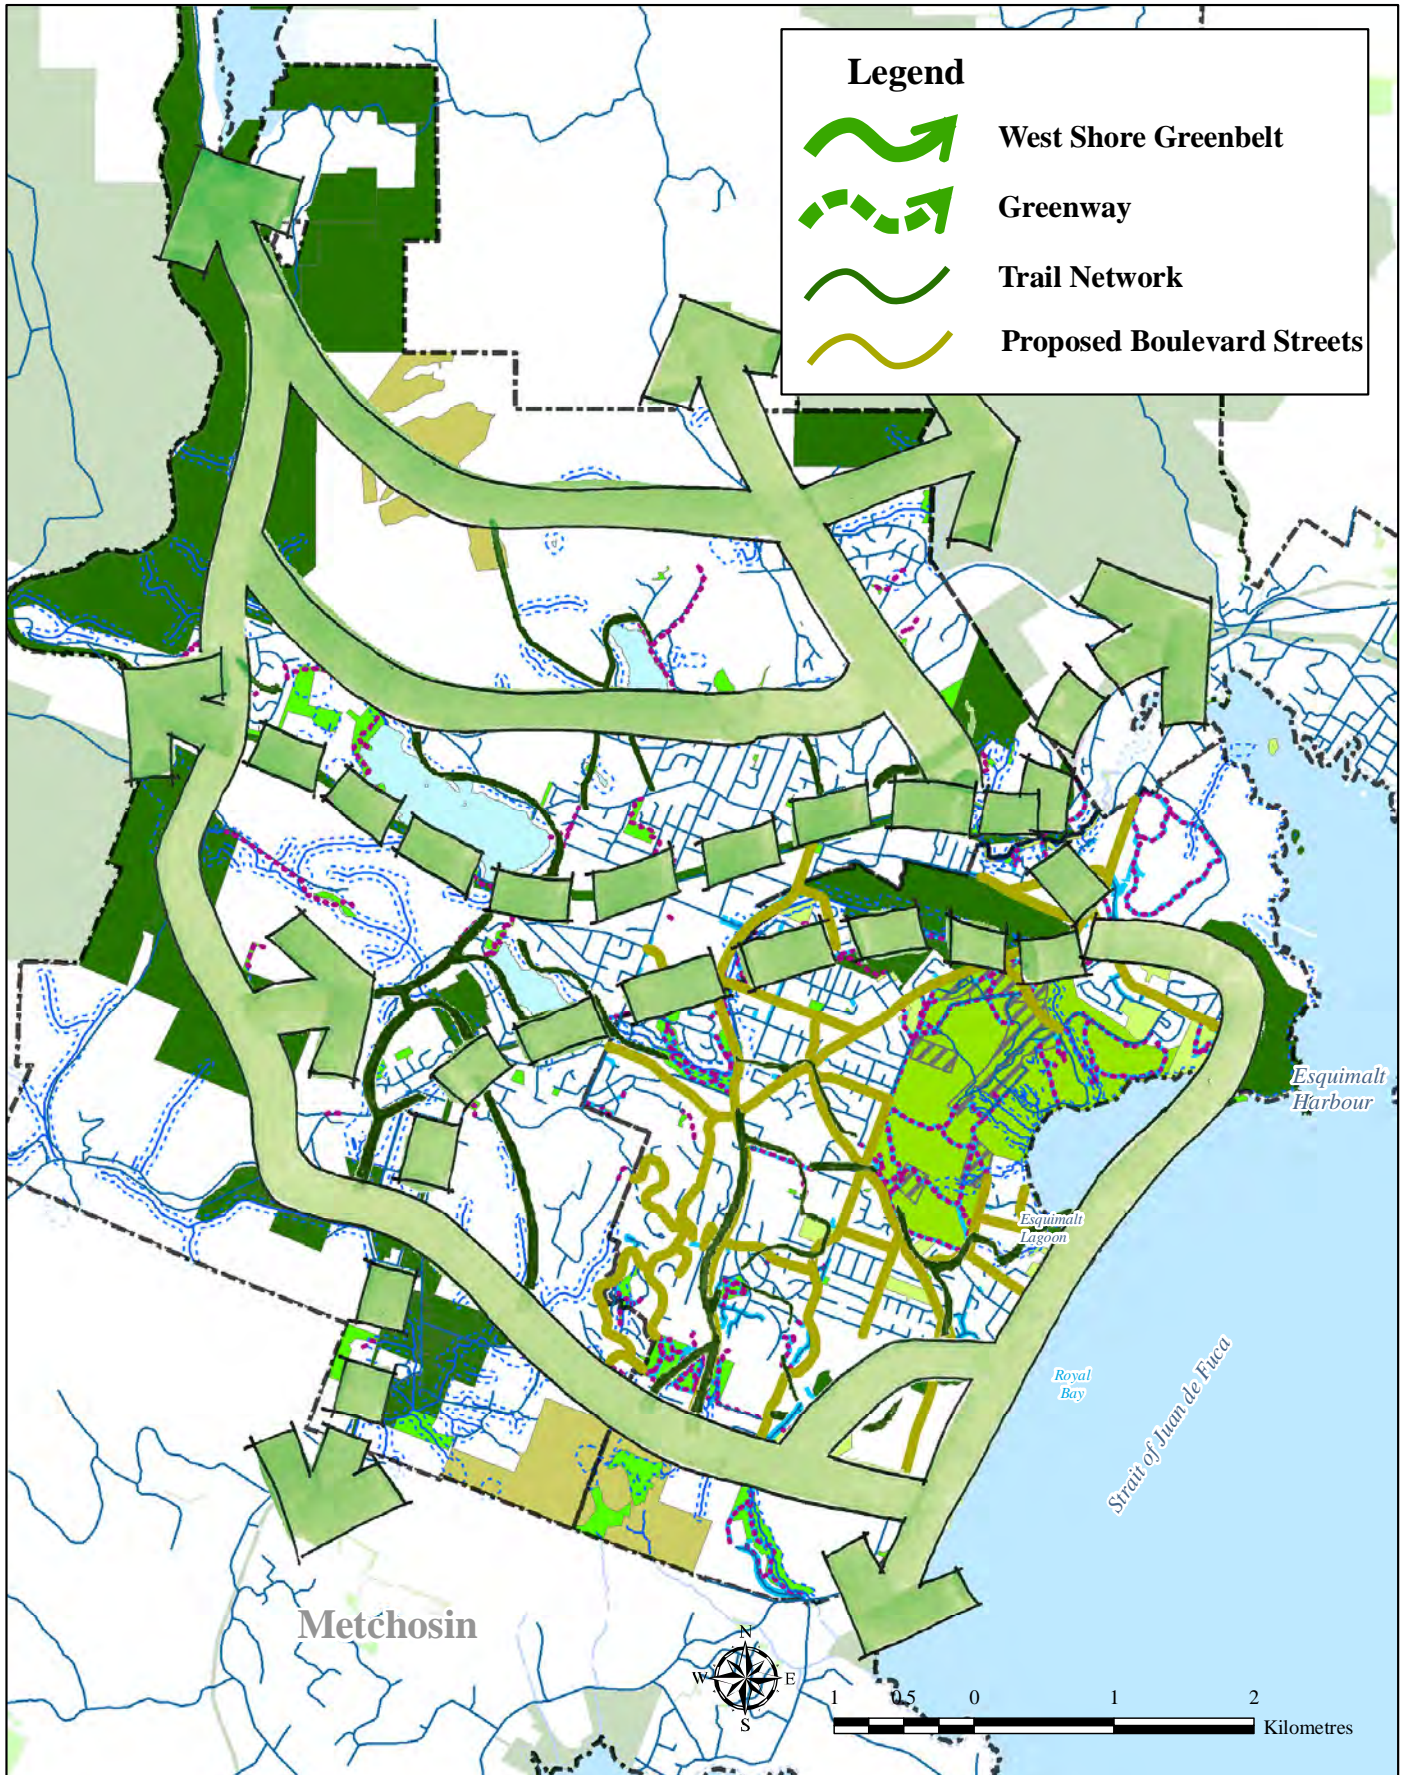 Legend
West Shore Greenbelt
Greenway
Trail Network
Proposed Boulevard Streets
Esquimalt
Harbour
Esquimalt
Lagoon
Royal
Bay
Strait of Juan de Fuca
Metchosin
N
W E
S
1 0.5 0 1 2
Kilometres